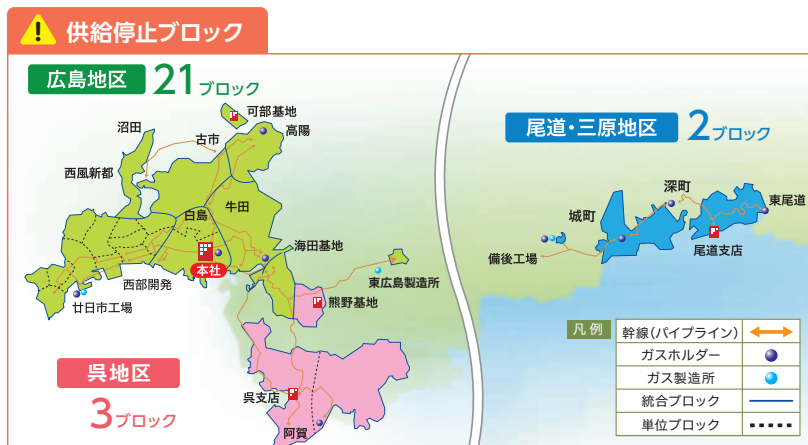 供給停止ブロック
広島地区 21ブロック
可部基地
沼田
古市
高陽
西風新都
白島
牛田
海田基地
本社
西部開発
東広島製造所
廿日市工場
熊野基地
呉地区
3ブロック
呉支店
阿賀
尾道・三原地区 2ブロック
深町
東尾道
城町
備後工場
尾道支店
凡例
幹線(パイプライン)
ガスホルダー
ガス製造所
統合ブロック
単位ブロック